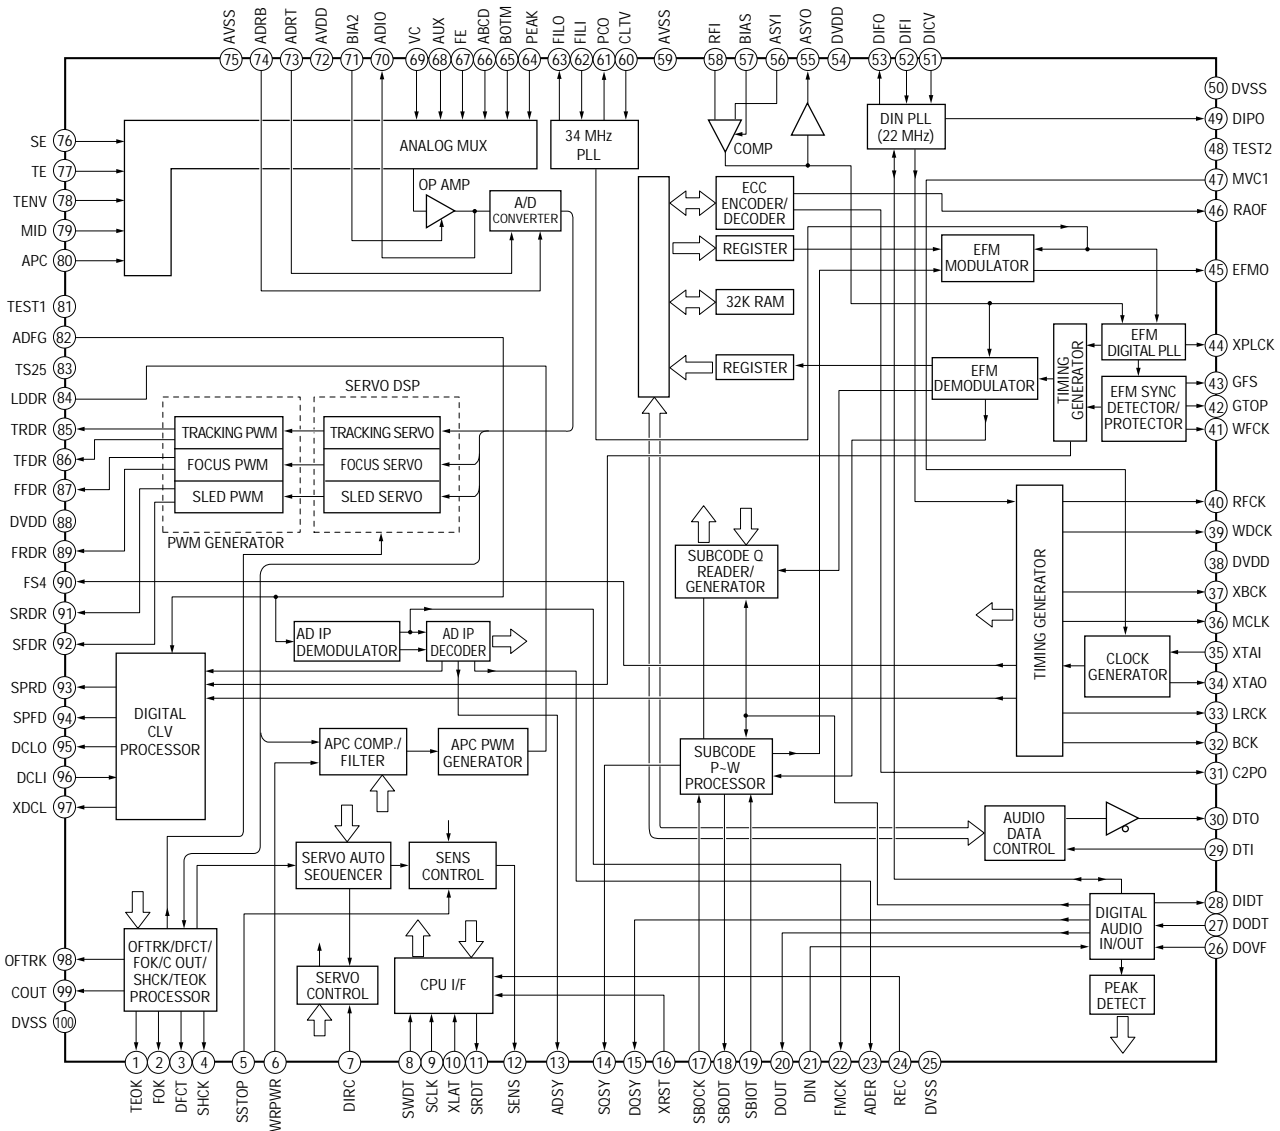 AVSS ADRB ADRT AVDD BIA2 ADIO VC AUX FE ABCD BOTM PEAK FILO FILI PCO CLTV AVSS RFI BIAS ASYI ASYO DVDD DIFO DIFI DICV
75 74 73 72 71 70 69 68 67 66 65 64 63 62 61 60 59 58 57 56 55 54 53 52 51
50 DVSS
49 DIPO
48 TEST2
47 MVC1
46 RAOF
45 EFMO
44 XPLCK
43 GFS
42 GTOP
41 WFCK
40 RFCK
39 WDCK
38 DVDD
37 XBCK
36 MCLK
35 XTAI
34 XTAO
33 LRCK
32 BCK
31 C2PO
30 DTO
29 DTI
28 DIDT
27 DODT
26 DOVF
SE 76
TE 77
TENV 78
MID 79
APC 80
TEST1 81
ADFG 82
TS25 83
LDDR 84
TRDR 85
TFDR 86
FFDR 87
DVDD 88
FRDR 89
FS4 90
SRDR 91
SFDR 92
SPRD 93
SPFD 94
DCLO 95
DCLI 96
XDCL 97
OFTRK 98
COUT 99
DVSS 100
ANALOG MUX
34 MHz
PLL
COMP
DIN PLL
(22 MHz)
OP AMP
A/D
CONVERTER
ECC
ENCODER/
DECODER
REGISTER
32K RAM
REGISTER
EFM
MODULATOR
EFM
DEMODULATOR
TIMING
GENERATOR
EFM
DIGITAL PLL
EFM SYNC
DETECTOR/
PROTECTOR
SERVO DSP
TRACKING PWM
FOCUS PWM
SLED PWM
TRACKING SERVO
FOCUS SERVO
SLED SERVO
PWM GENERATOR
SUBCODE Q
READER/
GENERATOR
TIMING GENERATOR
AD IP
DEMODULATOR
AD IP
DECODER
CLOCK
GENERATOR
DIGITAL
CLV
PROCESSOR
APC COMP./
FILTER
APC PWM
GENERATOR
SUBCODE
P~W
PROCESSOR
AUDIO
DATA
CONTROL
SERVO AUTO
SEQUENCER
SENS
CONTROL
OFTRK/DFCT/
FOK/C OUT/
SHCK/TEOK
PROCESSOR
SERVO
CONTROL
CPU I/F
DIGITAL
AUDIO
IN/OUT
PEAK
DETECT
1 2 3 4 5 6 7 8 9 10 11 12 13 14 15 16 17 18 19 20 21 22 23 24 25
TEOK FOK DFCT SHCK SSTOP WRPWR DIRC SWDT SCLK XLAT SRDT SENS ADSY SQSY DQSY XRST SBOCK SBODT SBIOT DOUT DIN FMCK ADER REC DVSS